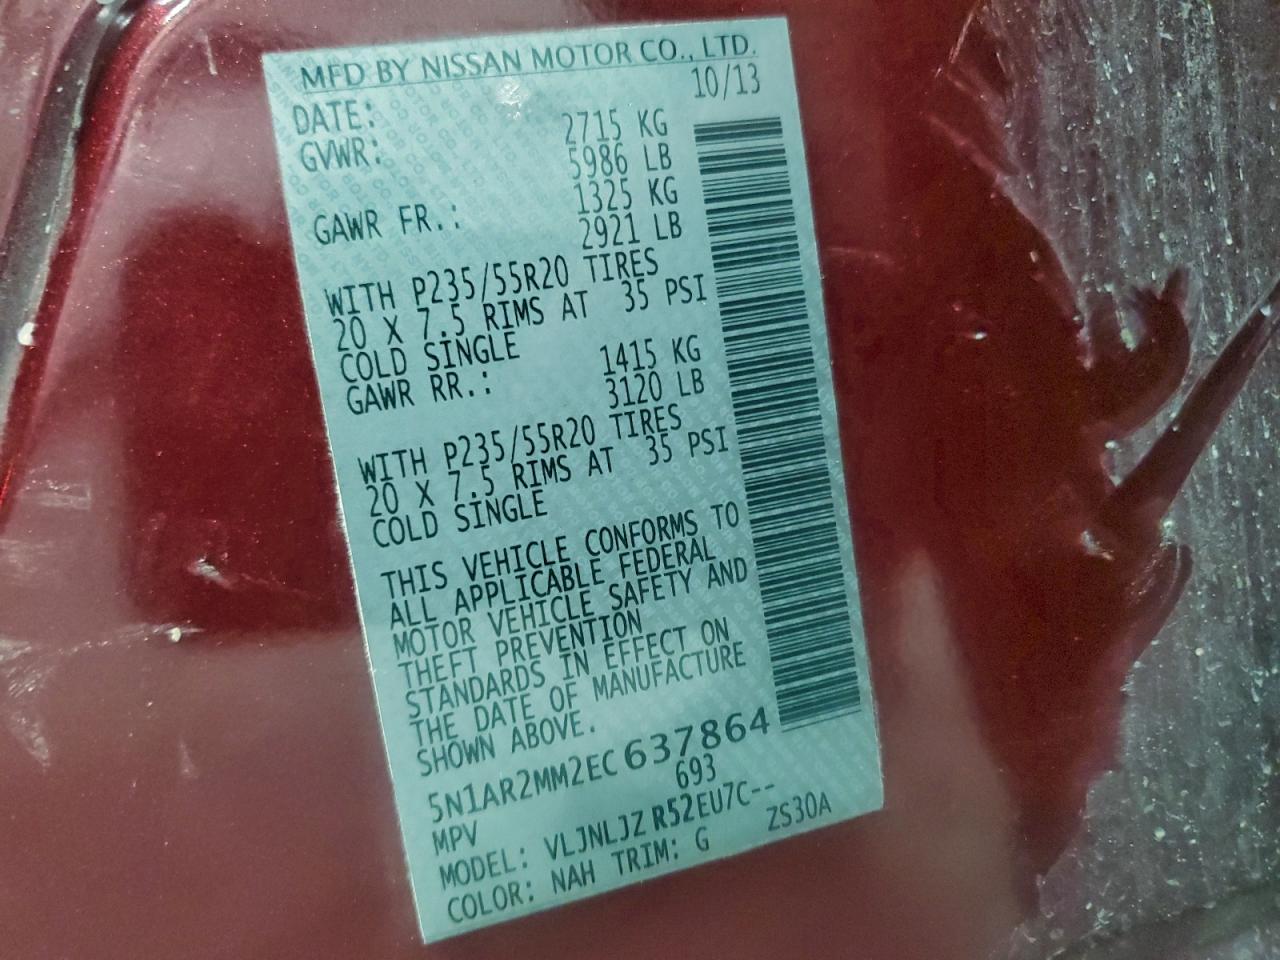 MFD BY NISSAN MOTOR CO., LTD.
DATE: 10/13
GVWR: 2715 KG
5986 LB
GAWR FR.: 1325 KG
2921 LB
WITH P235/55R20 TIRES
20 X 7.5 RIMS AT 35 PSI
COLD SINGLE
GAWR RR.: 1415 KG
3120 LB
WITH P235/55R20 TIRES
20 X 7.5 RIMS AT 35 PSI
COLD SINGLE
THIS VEHICLE CONFORMS TO
ALL APPLICABLE FEDERAL
MOTOR VEHICLE SAFETY AND
THEFT PREVENTION
STANDARDS IN EFFECT ON
THE DATE OF MANUFACTURE
SHOWN ABOVE.
5N1AR2MM2EC637864
MPV 693
MODEL: VLJNLJZ R52EU7C--
COLOR: NAH TRIM: G ZS30A